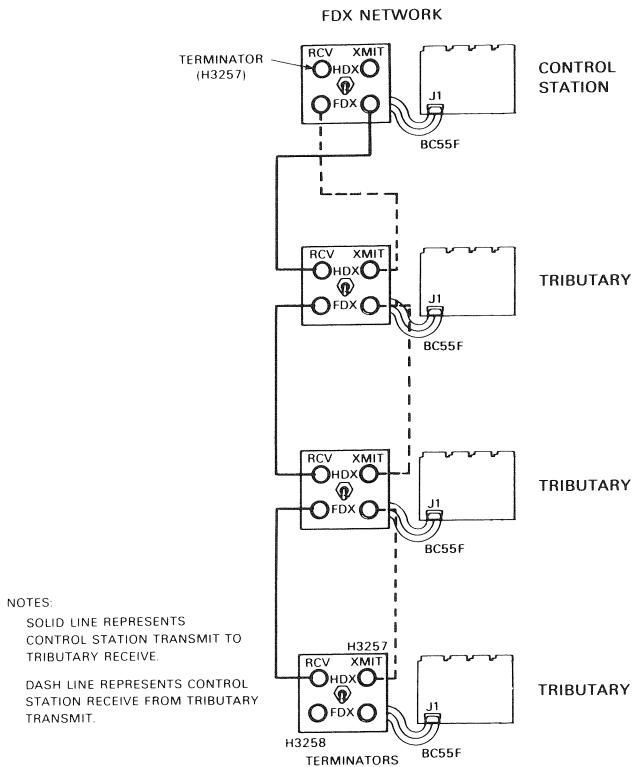 FDX NETWORK
RCV XMIT
TERMINATOR
(H3257)
HDX
FDX
J1
BC55F
CONTROL
STATION
RCV XMIT
HDX
FDX
J1
BC55F
TRIBUTARY
RCV XMIT
HDX
FDX
J1
BC55F
TRIBUTARY
NOTES:
SOLID LINE REPRESENTS
CONTROL STATION TRANSMIT TO
TRIBUTARY RECEIVE.
DASH LINE REPRESENTS CONTROL
STATION RECEIVE FROM TRIBUTARY
TRANSMIT.
H3257
RCV XMIT
HDX
FDX
J1
BC55F
TRIBUTARY
H3258
TERMINATORS